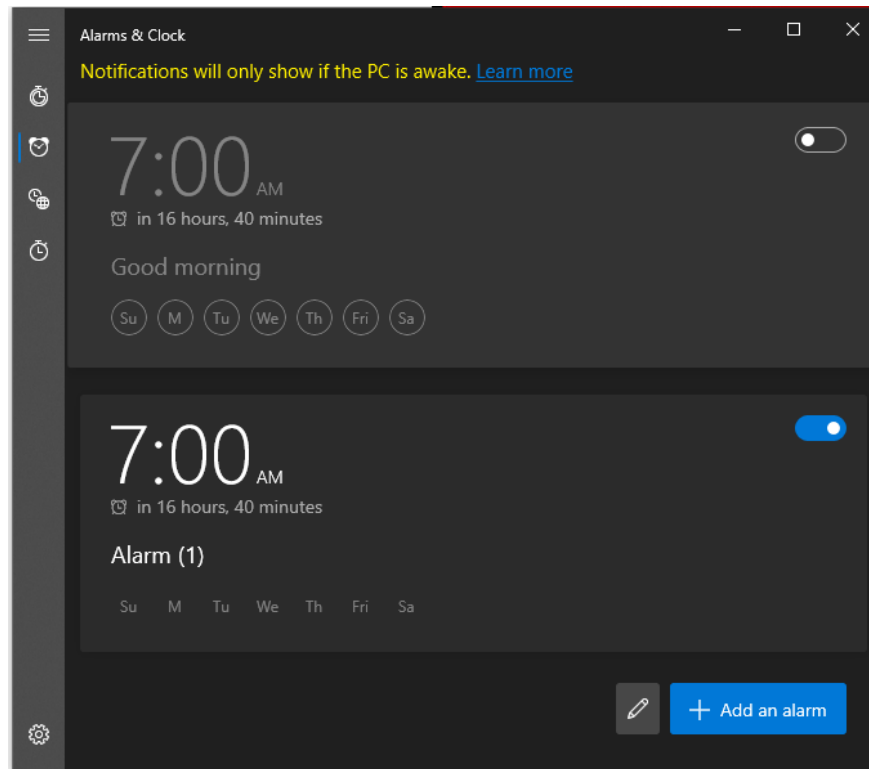 Alarms & Clock
Notifications will only show if the PC is awake. Learn more
7:00 AM
in 16 hours, 40 minutes
Good morning
Su M Tu We Th Fri Sa
7:00 AM
in 16 hours, 40 minutes
Alarm (1)
Su M Tu We Th Fri Sa
Add an alarm